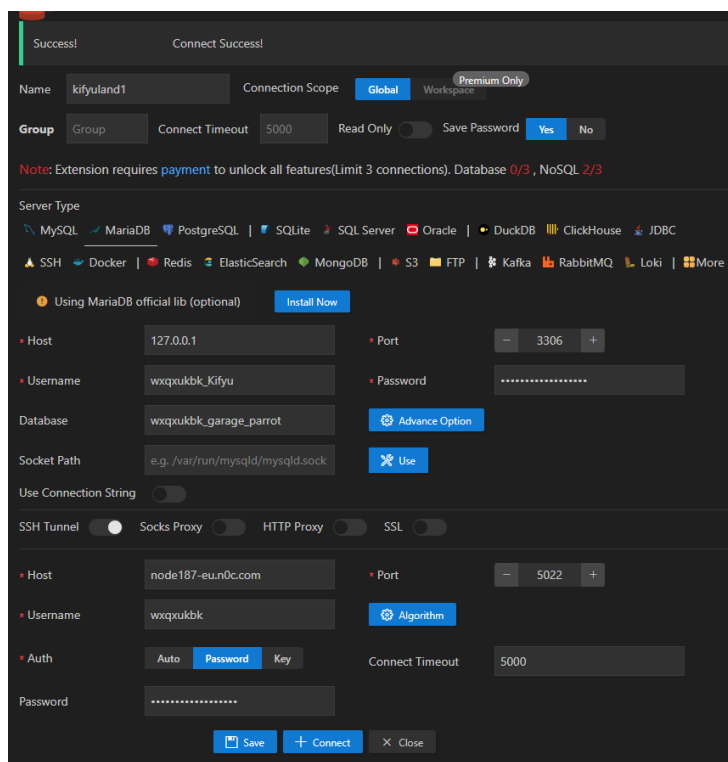 Success! Connect Success!
Name kifyuland1 Connection Scope Global Workspace Premium Only
Group Group Connect Timeout 5000 Read Only Save Password Yes No
Note: Extension requires payment to unlock all features(Limit 3 connections). Database 0/3 , NoSQL 2/3
Server Type
MySQL MariaDB PostgreSQL | SQLite SQL Server Oracle | DuckDB ClickHouse JDBC
SSH Docker | Redis ElasticSearch MongoDB | S3 FTP | Kafka RabbitMQ Loki | More
Using MariaDB official lib (optional) Install Now
* Host 127.0.0.1 * Port − 3306 +
* Username wxqxukbk_Kifyu * Password ••••••••••••••••••
Database wxqxukbk_garage_parrot Advance Option
Socket Path e.g. /var/run/mysqld/mysqld.sock Use
Use Connection String
SSH Tunnel Socks Proxy HTTP Proxy SSL
* Host node187-eu.n0c.com * Port − 5022 +
* Username wxqxukbk Algorithm
* Auth Auto Password Key Connect Timeout 5000
Password ••••••••••••••••••
Save + Connect × Close